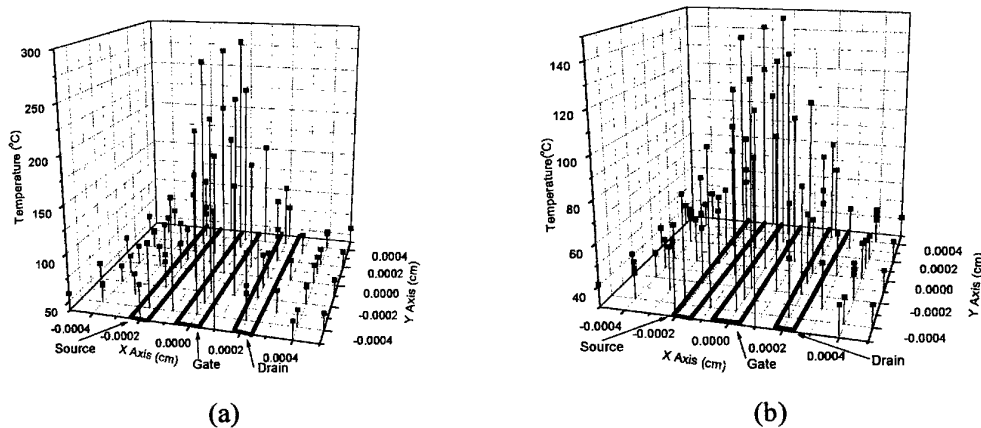 300
250
200
150
100
50
Temperature (°C)
-0.0004
-0.0002
0.0000
0.0002
0.0004
X Axis (cm)
0.0004
0.0002
0.0000
-0.0002
-0.0004
Y Axis (cm)
Source
Gate
Drain
(a)
140
120
100
80
60
40
Temperature(°C)
-0.0004
-0.0002
0.0000
0.0002
0.0004
X Axis (cm)
0.0004
0.0002
0.0000
-0.0002
-0.0004
Y Axis (cm)
Source
Gate
Drain
(b)